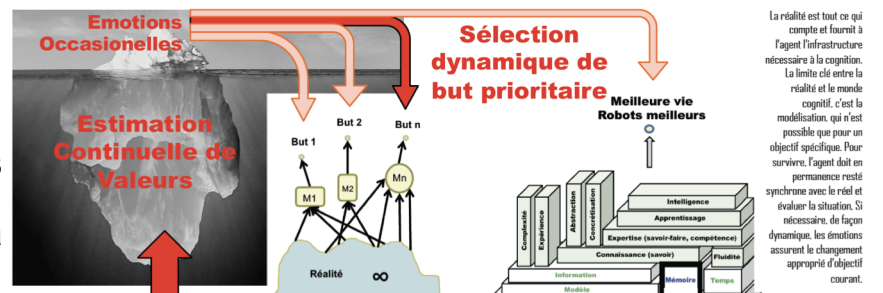 Emotions
Occasionelles
Sélection
dynamique de
but prioritaire
Estimation
Continuelle de
Valeurs
But 1
But 2
But n
M1
M2
Mn
Réalité
∞
Meilleure vie
Robots meilleurs
Complexité
Expérience
Abstraction
Concrétisation
Intelligence
Apprentissage
Expertise (savoir-faire, compétence)
Connaissance (savoir)
Fluidité
Information
Mémoire
Temps
Modèle
La réalité est tout ce qui
compte et fournit à
l'agent l'infrastructure
nécessaire à la cognition.
La limite clé entre la
réalité et le monde
cognitif, c'est la
modélisation, qui n'est
possible que pour un
objectif spécifique. Pour
survivre, l'agent doit en
permanence resté
synchrone avec le réel et
évaluer la situation. Si
nécessaire, de façon
dynamique, les émotions
assurent le changement
approprié d'objectif
courant.